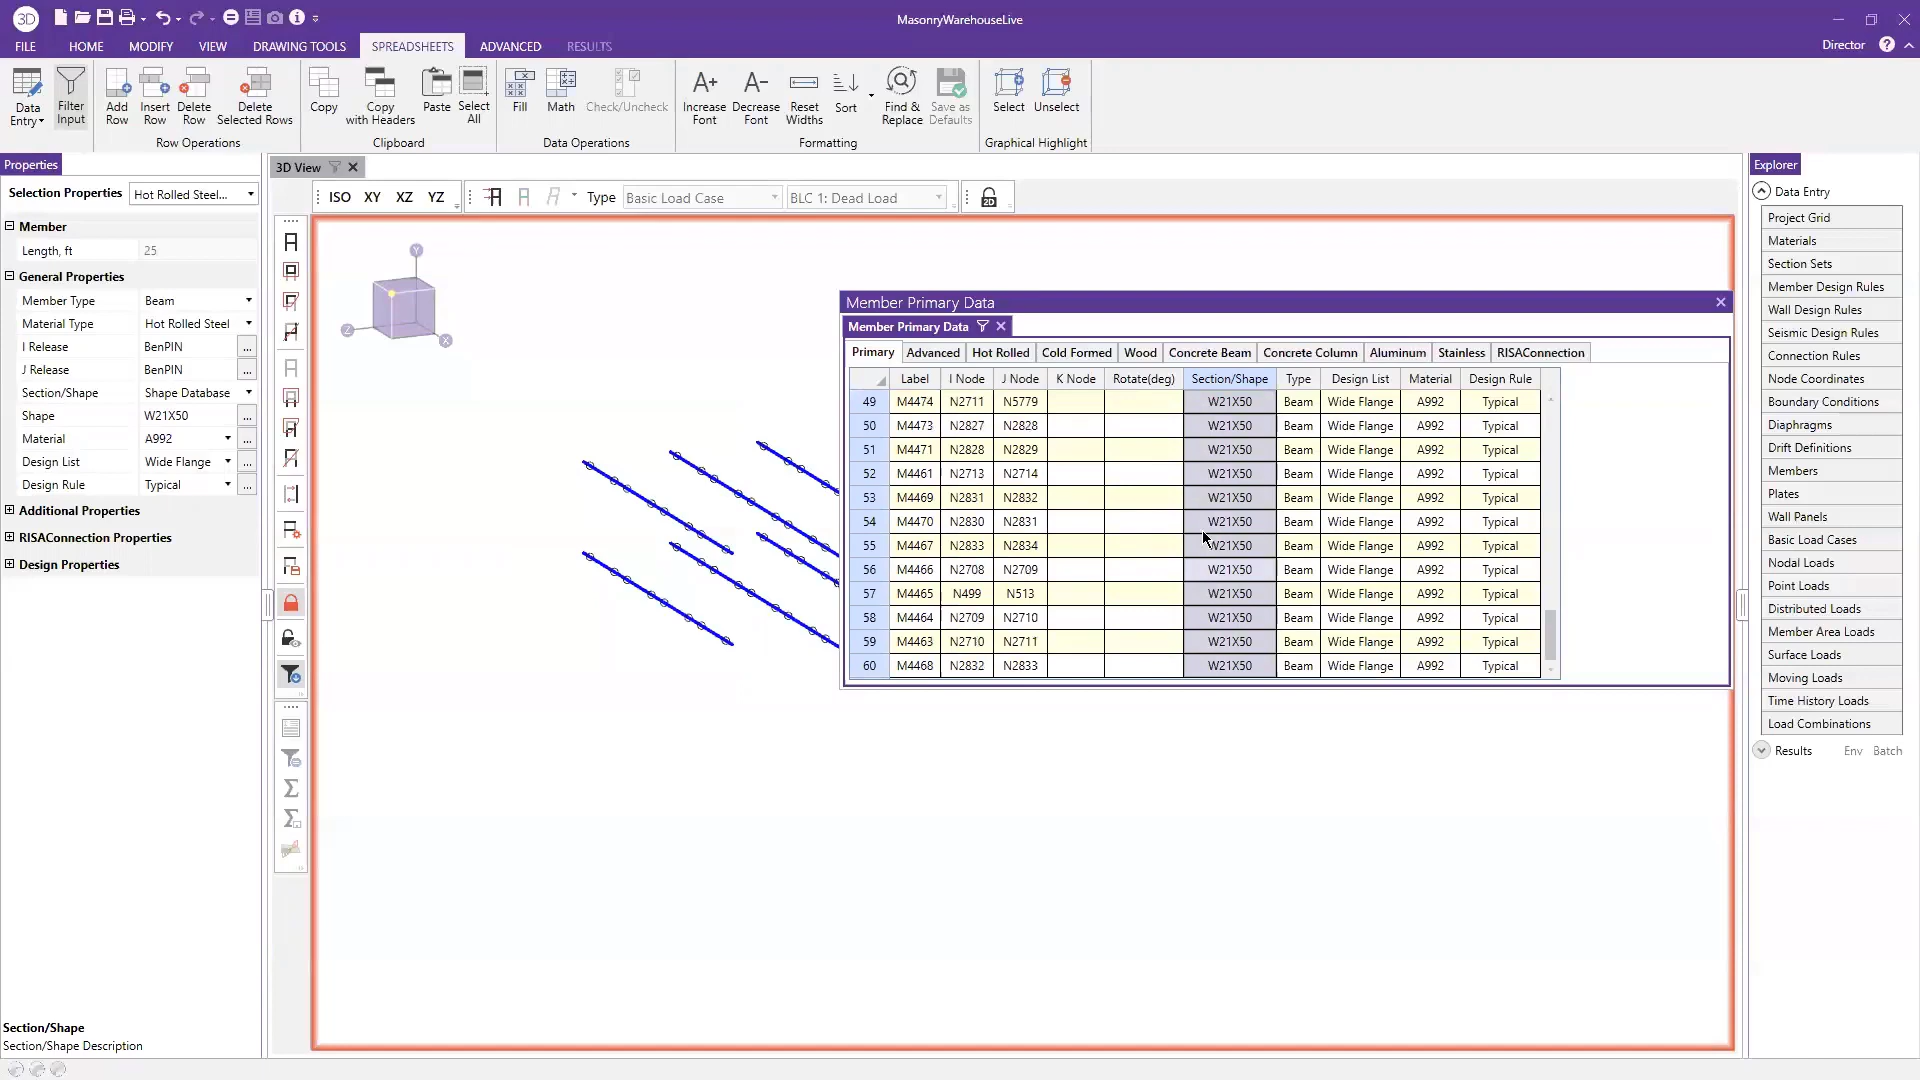 3D
MasonryWarehouseLive
FILE HOME MODIFY VIEW DRAWING TOOLS SPREADSHEETS ADVANCED RESULTS
Director
Data Entry
Filter Input
Add Row
Insert Row
Delete Row
Delete Selected Rows
Row Operations
Copy
Copy with Headers
Paste
Select All
Clipboard
Fill
Math
Check/Uncheck
Data Operations
Increase Font
Decrease Font
Reset Widths
Sort
Find & Replace
Save as Defaults
Formatting
Select
Unselect
Graphical Highlight
Properties
Selection Properties Hot Rolled Steel...
Member
Length, ft 25
General Properties
Member Type Beam
Material Type Hot Rolled Steel
I Release BenPIN ...
J Release BenPIN ...
Section/Shape Shape Database
Shape W21X50 ...
Material A992 ...
Design List Wide Flange ...
Design Rule Typical ...
Additional Properties
RISAConnection Properties
Design Properties
Section/Shape
Section/Shape Description
3D View
ISO XY XZ YZ Type Basic Load Case BLC 1: Dead Load 2D
Y
Z
X
Member Primary Data
Member Primary Data
Primary Advanced Hot Rolled Cold Formed Wood Concrete Beam Concrete Column Aluminum Stainless RISAConnection
Label I Node J Node K Node Rotate(deg) Section/Shape Type Design List Material Design Rule
49 M4474 N2711 N5779 W21X50 Beam Wide Flange A992 Typical
50 M4473 N2827 N2828 W21X50 Beam Wide Flange A992 Typical
51 M4471 N2828 N2829 W21X50 Beam Wide Flange A992 Typical
52 M4461 N2713 N2714 W21X50 Beam Wide Flange A992 Typical
53 M4469 N2831 N2832 W21X50 Beam Wide Flange A992 Typical
54 M4470 N2830 N2831 W21X50 Beam Wide Flange A992 Typical
55 M4467 N2833 N2834 W21X50 Beam Wide Flange A992 Typical
56 M4466 N2708 N2709 W21X50 Beam Wide Flange A992 Typical
57 M4465 N499 N513 W21X50 Beam Wide Flange A992 Typical
58 M4464 N2709 N2710 W21X50 Beam Wide Flange A992 Typical
59 M4463 N2710 N2711 W21X50 Beam Wide Flange A992 Typical
60 M4468 N2832 N2833 W21X50 Beam Wide Flange A992 Typical
Explorer
Data Entry
Project Grid
Materials
Section Sets
Member Design Rules
Wall Design Rules
Seismic Design Rules
Connection Rules
Node Coordinates
Boundary Conditions
Diaphragms
Drift Definitions
Members
Plates
Wall Panels
Basic Load Cases
Nodal Loads
Point Loads
Distributed Loads
Member Area Loads
Surface Loads
Moving Loads
Time History Loads
Load Combinations
Results Env Batch